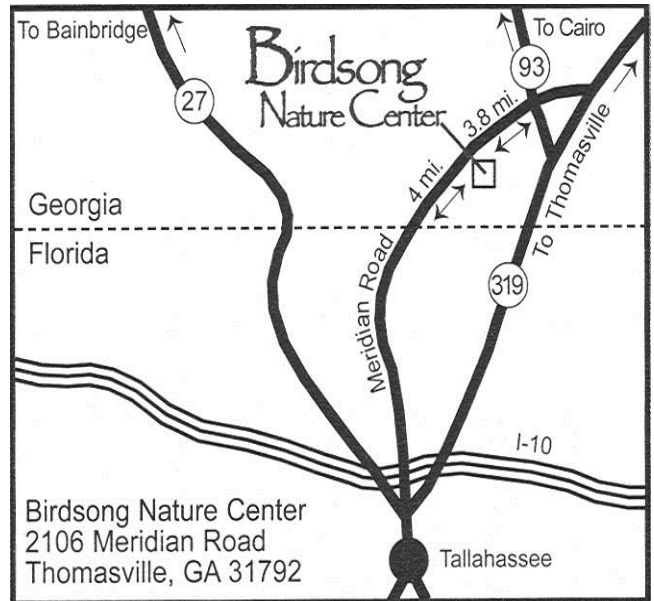 To Bainbridge
27
Birdsong
Nature Center
To Cairo
93
3.8 mi.
4 mi.
To Thomasville
Georgia
Florida
319
Meridian Road
I-10
Birdsong Nature Center
2106 Meridian Road
Thomasville, GA 31792
Tallahassee